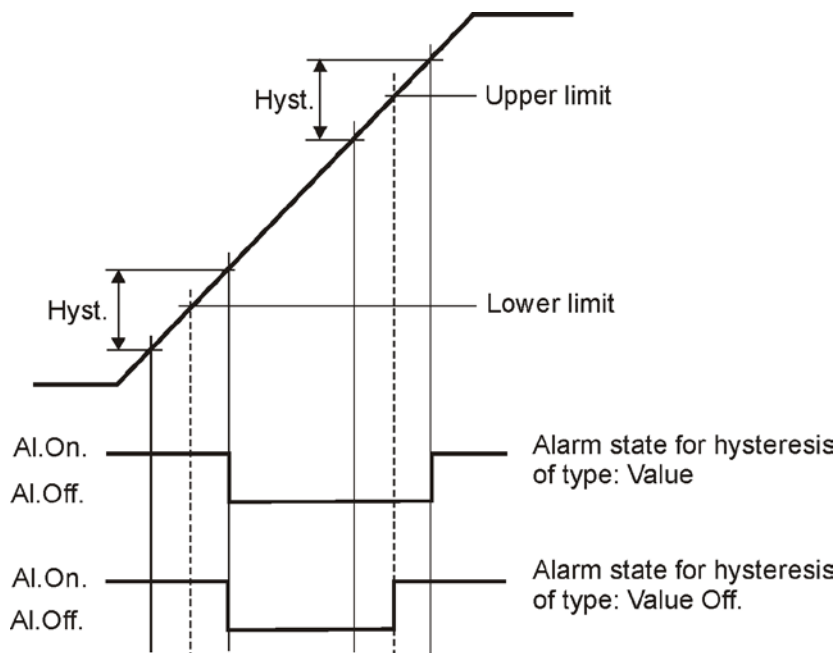 Hyst.
Upper limit
Hyst.
Lower limit
Al.On.
Al.Off.
Alarm state for hysteresis
of type: Value
Al.On.
Al.Off.
Alarm state for hysteresis
of type: Value Off.